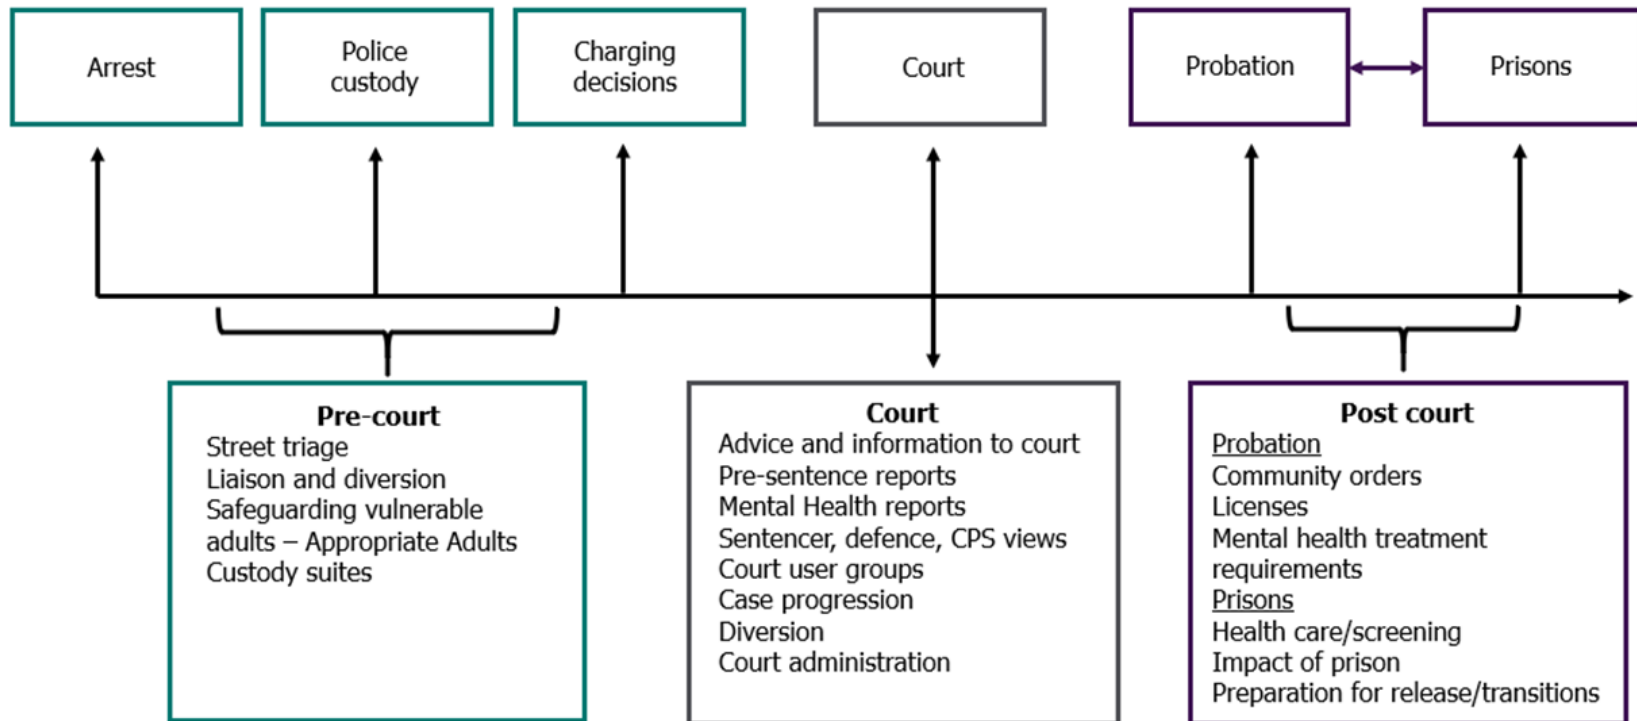 Arrest
Police
custody
Charging
decisions
Court
Probation
Prisons
Pre-court
Street triage
Liaison and diversion
Safeguarding vulnerable
adults – Appropriate Adults
Custody suites
Court
Advice and information to court
Pre-sentence reports
Mental Health reports
Sentencer, defence, CPS views
Court user groups
Case progression
Diversion
Court administration
Post court
Probation
Community orders
Licenses
Mental health treatment
requirements
Prisons
Health care/screening
Impact of prison
Preparation for release/transitions